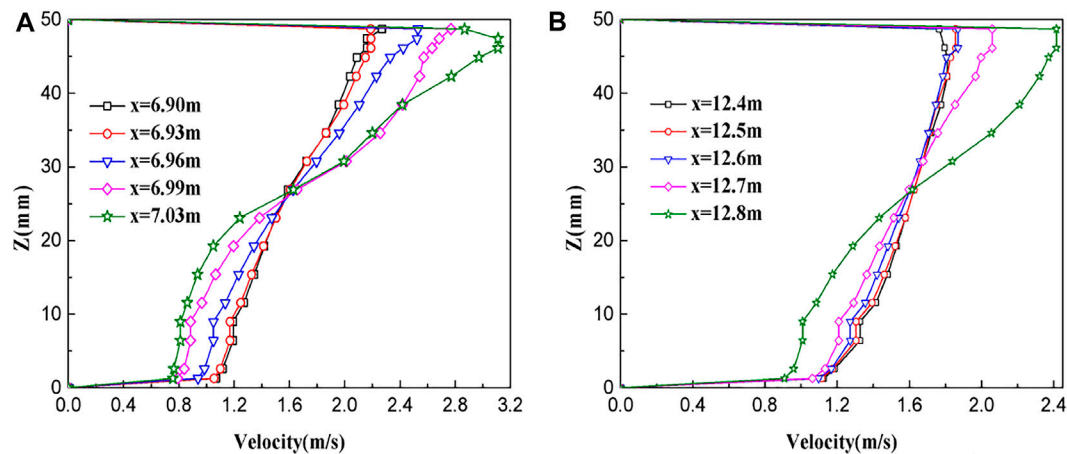 A
50
40
30
20
10
0
Z(mm)
x=6.90m
x=6.93m
x=6.96m
x=6.99m
x=7.03m
0.0 0.4 0.8 1.2 1.6 2.0 2.4 2.8 3.2
Velocity(m/s)
B
50
40
30
20
10
0
Z(mm)
x=12.4m
x=12.5m
x=12.6m
x=12.7m
x=12.8m
0.0 0.4 0.8 1.2 1.6 2.0 2.4
Velocity(m/s)